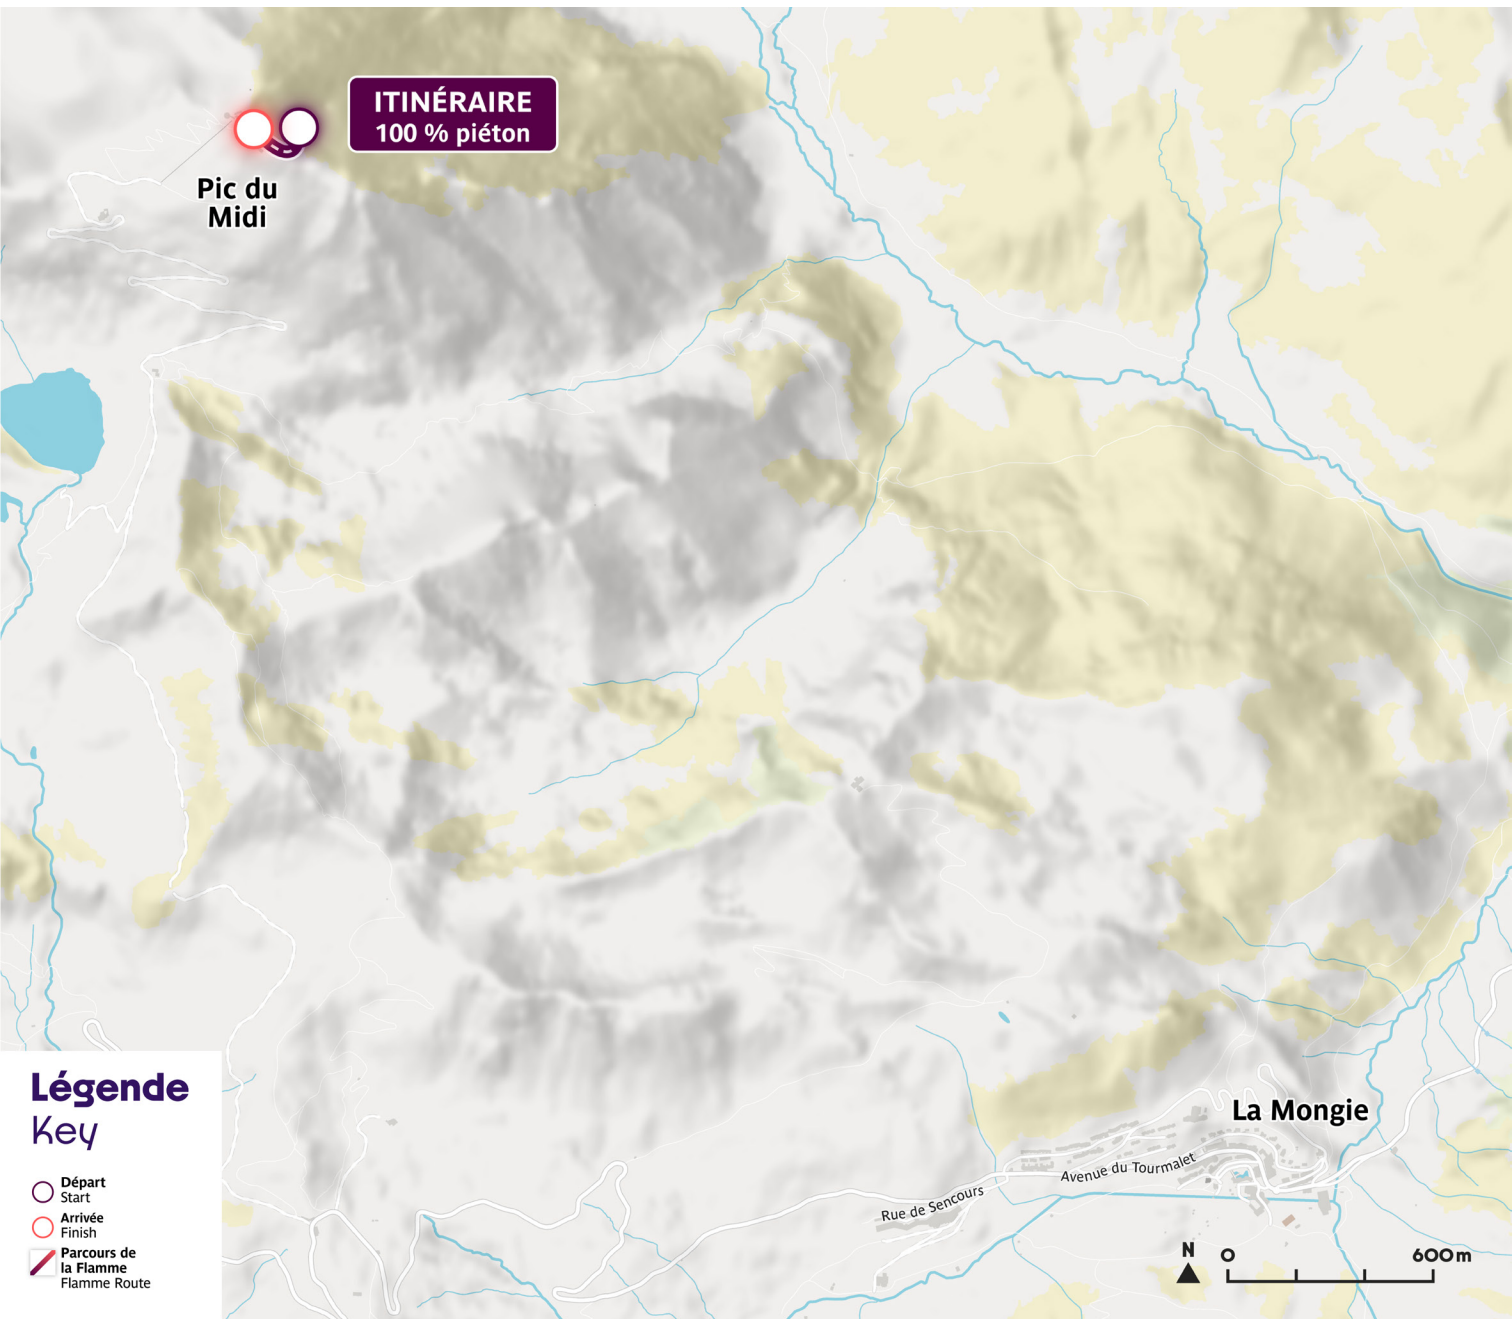 ITINÉRAIRE
100 % piéton
Pic du
Midi
La Mongie
Avenue du Tourmalet
Rue de Sencours
Légende
Key
Départ
Start
Arrivée
Finish
Parcours de
la Flamme
Flamme Route
N
0
600m